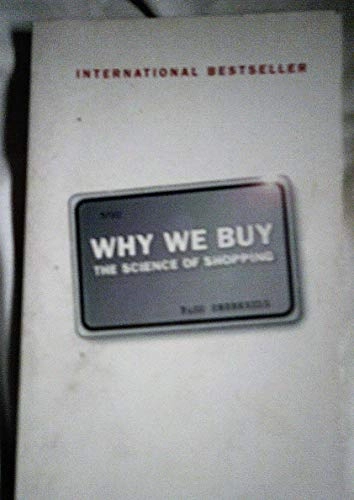 INTERNATIONAL BESTSELLER
WHY WE BUY
THE SCIENCE OF SHOPPING